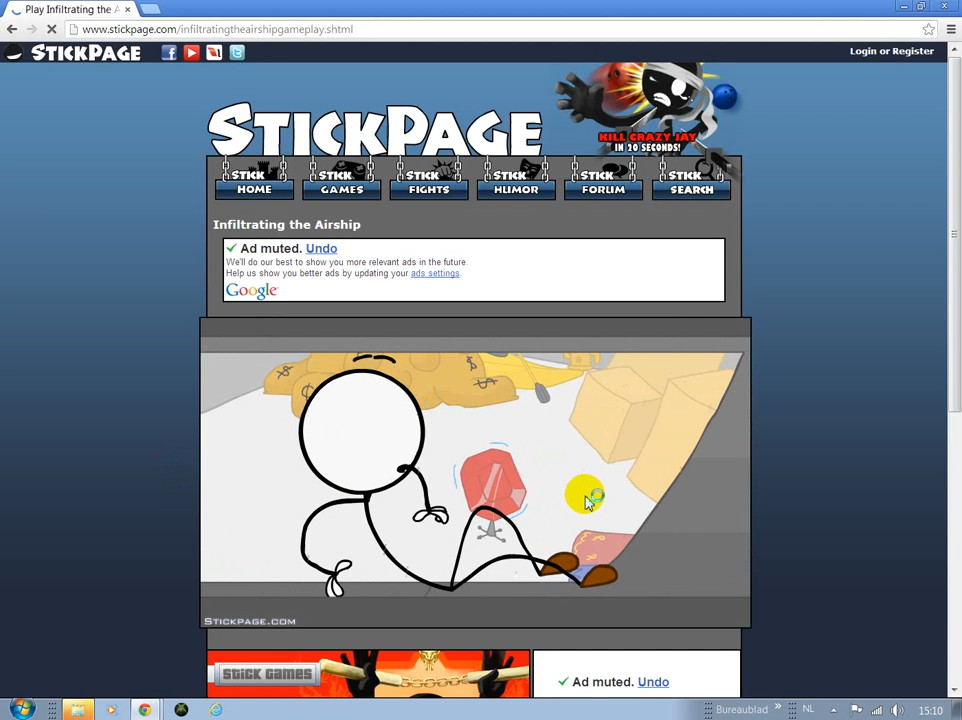 Play Infiltrating the A
www.stickpage.com/infiltratingtheairshipgameplay.shtml
STICKPAGE
Login or Register
STICKPAGE
KILL CRAZY JAY
IN 20 SECONDS!
STICK HOME
STICK GAMES
STICK FIGHTS
STICK HUMOR
STICK FORUM
STICK SEARCH
Infiltrating the Airship
Ad muted. Undo
We'll do our best to show you more relevant ads in the future.
Help us show you better ads by updating your ads settings.
Google
$ $ $
STICKPAGE.COM
STICK GAMES
Ad muted. Undo
Bureaublad
NL
15:10